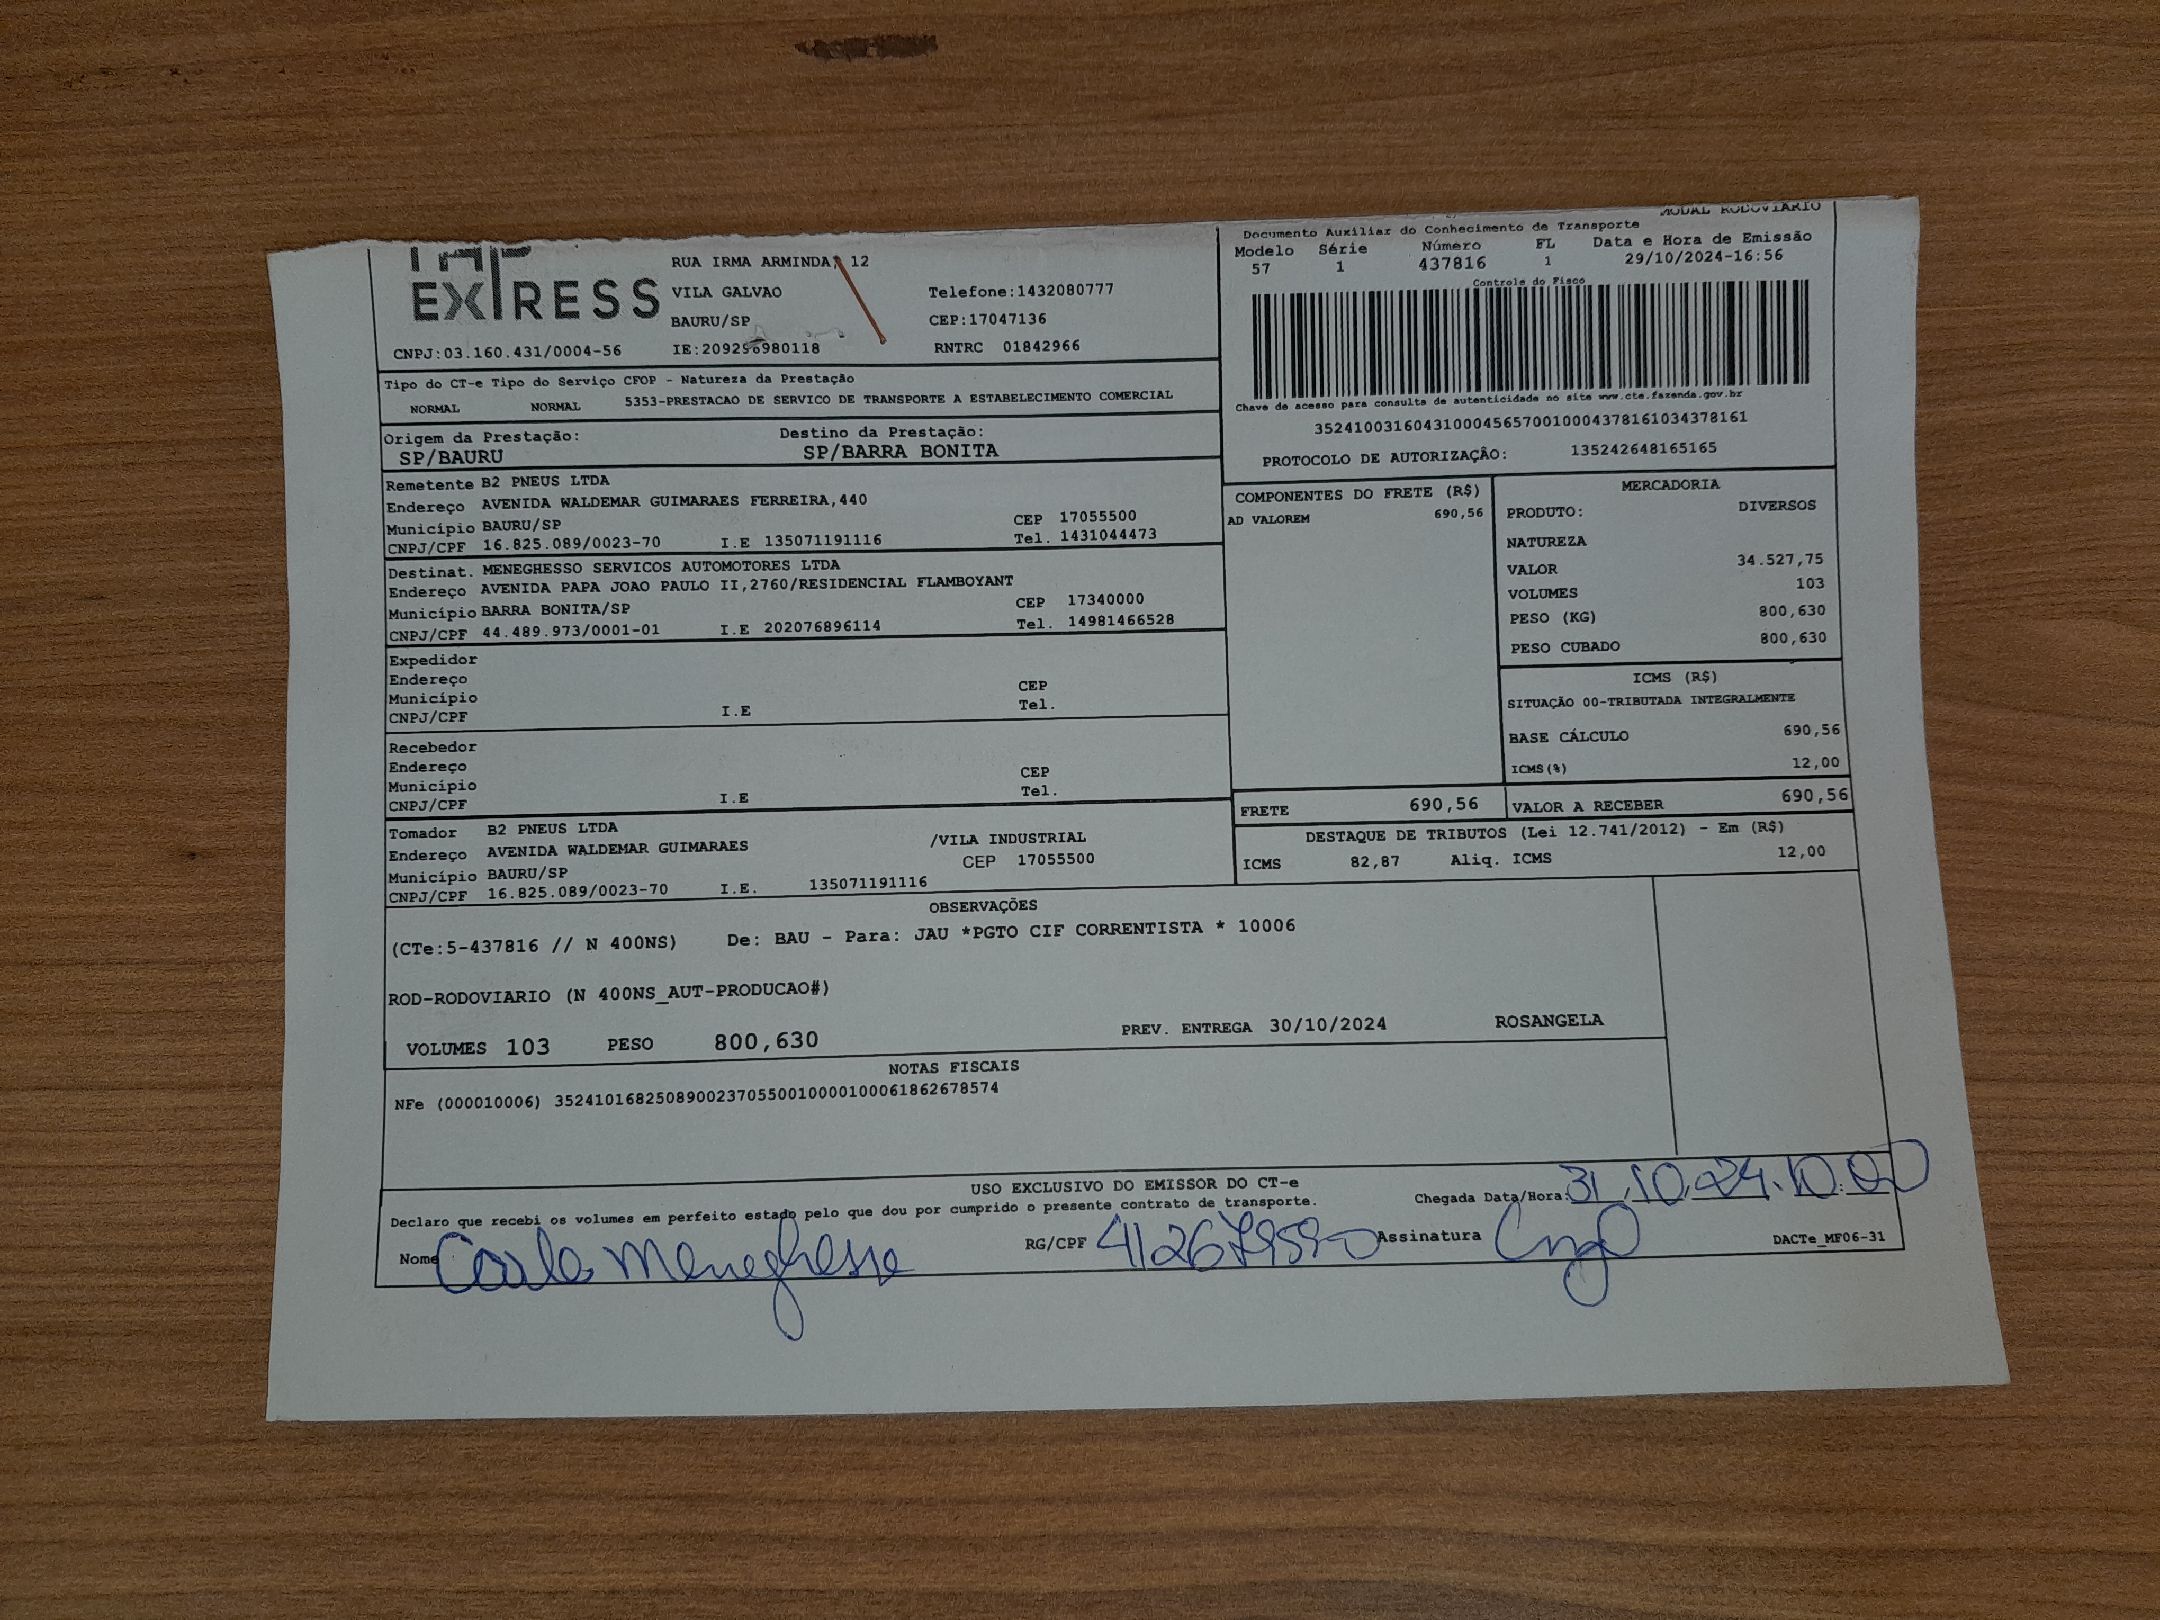 EXPRESS
RUA IRMA ARMINDA, 12
VILA GALVAO Telefone:1432080777
BAURU/SP CEP:17047136
CNPJ:03.160.431/0004-56 IE:209296980118 RNTRC 01842966
MODAL RODOVIARIO
Documento Auxiliar do Conhecimento de Transporte
Modelo Série Número FL Data e Hora de Emissão
57 1 437816 1 29/10/2024-16:56
Controle do Fisco
Chave de acesso para consulta de autenticidade no site www.cte.fazenda.gov.br
35241003160431000456570010004378161034378161
PROTOCOLO DE AUTORIZAÇÃO: 135242648165165
Tipo do CT-e Tipo do Serviço CFOP - Natureza da Prestação
NORMAL NORMAL 5353-PRESTACAO DE SERVICO DE TRANSPORTE A ESTABELECIMENTO COMERCIAL
Origem da Prestação: Destino da Prestação:
SP/BAURU SP/BARRA BONITA
Remetente B2 PNEUS LTDA
Endereço AVENIDA WALDEMAR GUIMARAES FERREIRA,440
Município BAURU/SP CEP 17055500
CNPJ/CPF 16.825.089/0023-70 I.E 135071191116 Tel. 1431044473
Destinat. MENEGHESSO SERVICOS AUTOMOTORES LTDA
Endereço AVENIDA PAPA JOAO PAULO II,2760/RESIDENCIAL FLAMBOYANT
Município BARRA BONITA/SP CEP 17340000
CNPJ/CPF 44.489.973/0001-01 I.E 202076896114 Tel. 14981466528
Expedidor
Endereço
Município CEP
CNPJ/CPF I.E Tel.
Recebedor
Endereço
Município CEP
CNPJ/CPF I.E Tel.
Tomador B2 PNEUS LTDA
Endereço AVENIDA WALDEMAR GUIMARAES /VILA INDUSTRIAL
Município BAURU/SP CEP 17055500
CNPJ/CPF 16.825.089/0023-70 I.E. 135071191116
COMPONENTES DO FRETE (R$)
AD VALOREM 690,56
MERCADORIA
PRODUTO: DIVERSOS
NATUREZA
VALOR 34.527,75
VOLUMES 103
PESO (KG) 800,630
PESO CUBADO 800,630
ICMS (R$)
SITUAÇÃO 00-TRIBUTADA INTEGRALMENTE
BASE CÁLCULO 690,56
ICMS(%) 12,00
FRETE 690,56 VALOR A RECEBER 690,56
DESTAQUE DE TRIBUTOS (Lei 12.741/2012) - Em (R$)
ICMS 82,87 Aliq. ICMS 12,00
OBSERVAÇÕES
(CTe:5-437816 // N 400NS) De: BAU - Para: JAU *PGTO CIF CORRENTISTA * 10006
ROD-RODOVIARIO (N 400NS_AUT-PRODUCAO#)
VOLUMES 103 PESO 800,630 PREV. ENTREGA 30/10/2024 ROSANGELA
NOTAS FISCAIS
NFe (000010006) 35241016825089002370550010000100061862678574
USO EXCLUSIVO DO EMISSOR DO CT-e
Declaro que recebi os volumes em perfeito estado pelo que dou por cumprido o presente contrato de transporte.
Chegada Data/Hora: 31.10.24.10:00
Nome Carla Meneghesso RG/CPF 412679590 Assinatura
DACTe_MF06-31